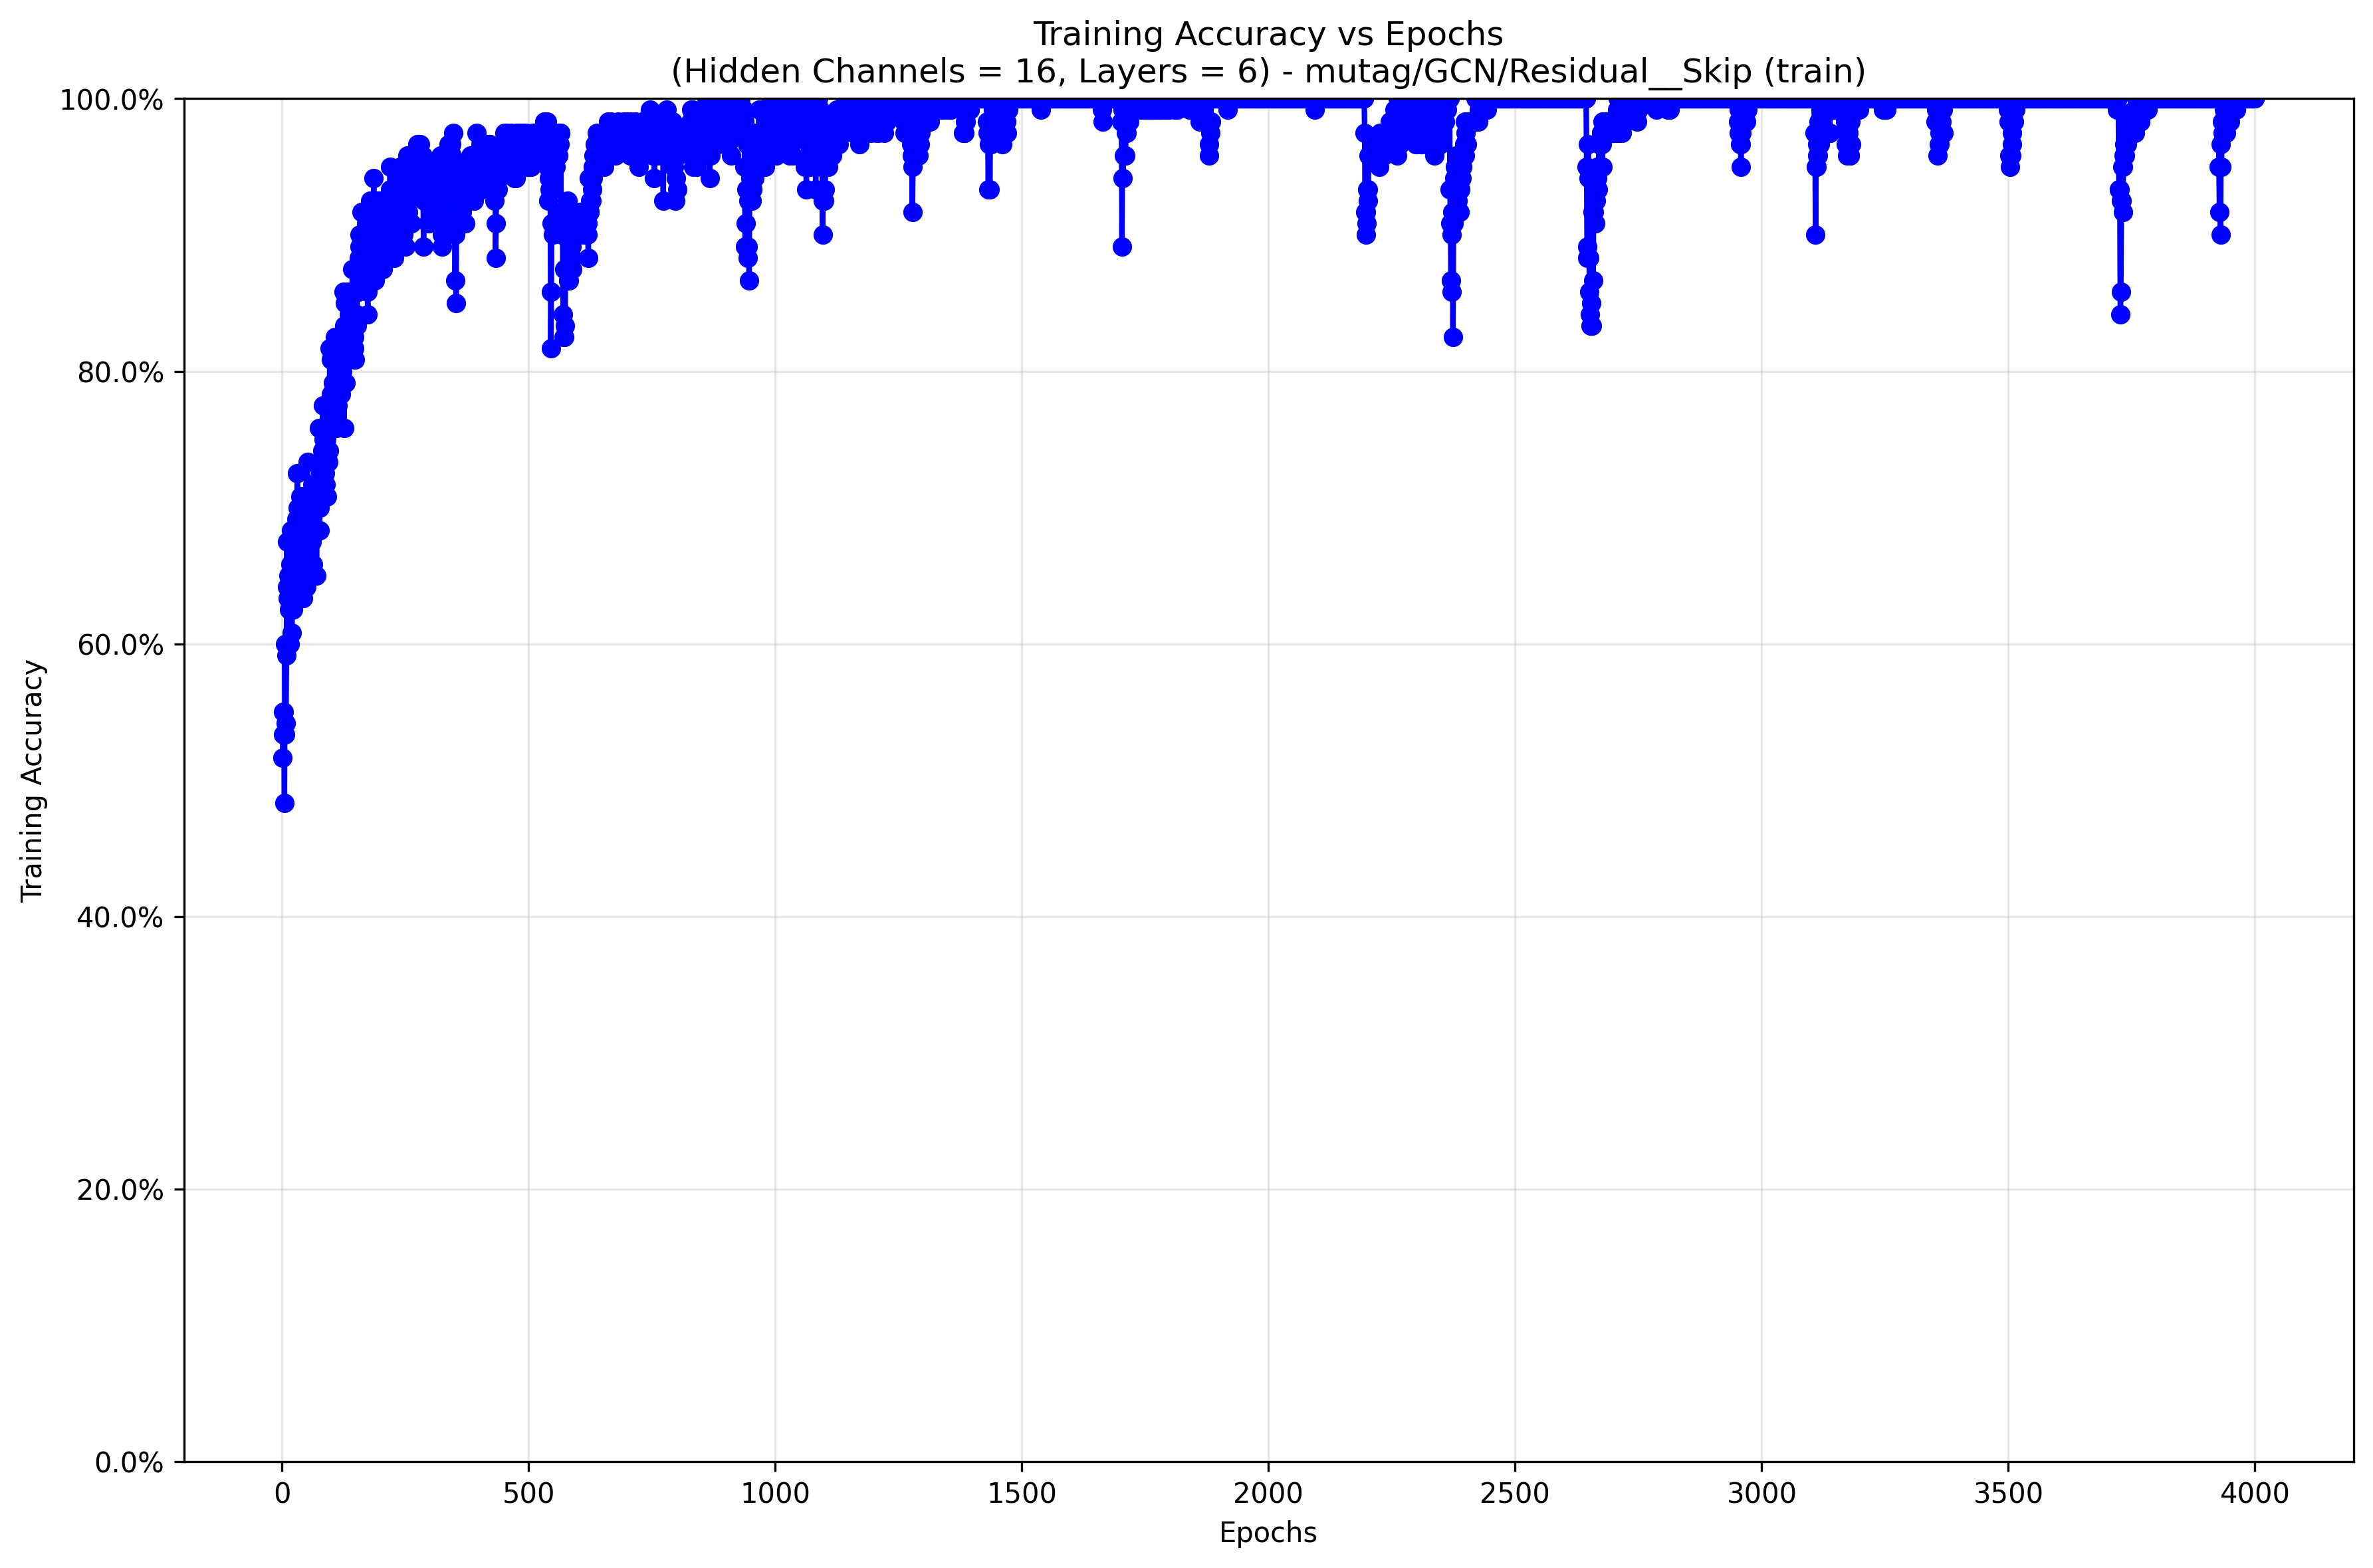 Training Accuracy vs Epochs
(Hidden Channels = 16, Layers = 6) - mutag/GCN/Residual__Skip (train)
100.0%
80.0%
60.0%
40.0%
20.0%
0.0%
Training Accuracy
0 500 1000 1500 2000 2500 3000 3500 4000
Epochs